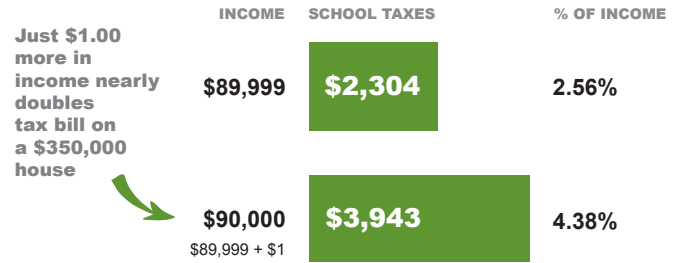 INCOME SCHOOL TAXES % OF INCOME
Just $1.00
more in
income nearly
doubles
tax bill on
a $350,000
house
$89,999 $2,304 2.56%
$90,000 $3,943 4.38%
$89,999 + $1